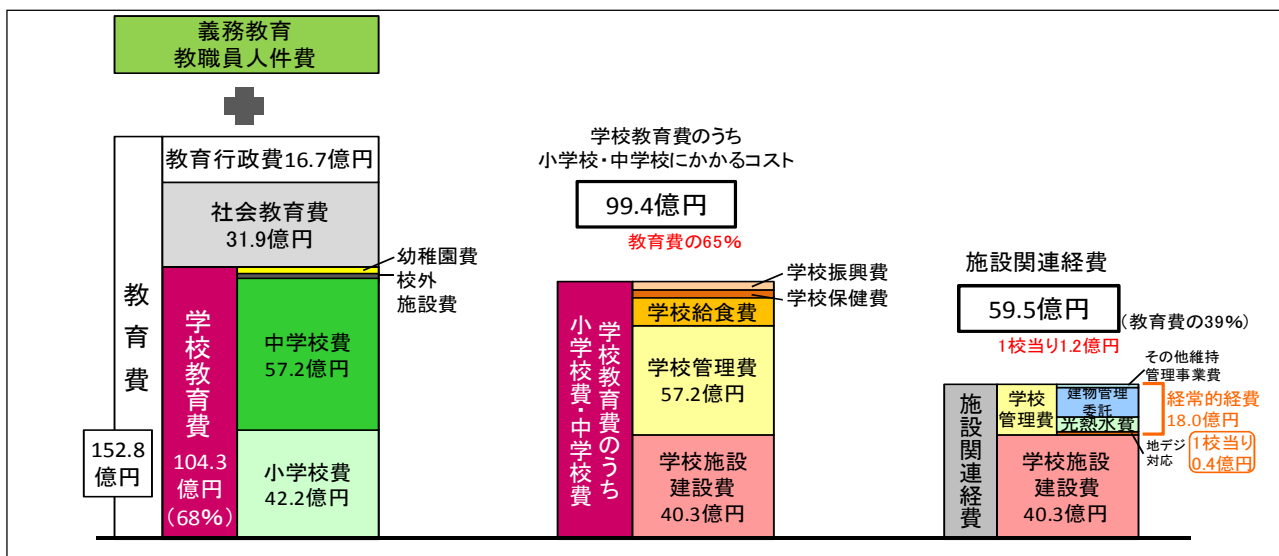 義務教育
教職員人件費
教育費
152.8
億円
教育行政費16.7億円
社会教育費
31.9億円
学校教育費
104.3
億円
(68%)
幼稚園費
校外
施設費
中学校費
57.2億円
小学校費
42.2億円
学校教育費のうち
小学校・中学校にかかるコスト
99.4億円
教育費の65%
学校教育費のうち
小学校費・中学校費
学校振興費
学校保健費
学校給食費
学校管理費
57.2億円
学校施設
建設費
40.3億円
施設関連経費
59.5億円
(教育費の39%)
1校当り1.2億円
施設関連経費
学校
管理費
その他維持
管理事業費
建物管理
委託
光熱水費
地デジ
対応
経常的経費
18.0億円
1校当り
0.4億円
学校施設
建設費
40.3億円